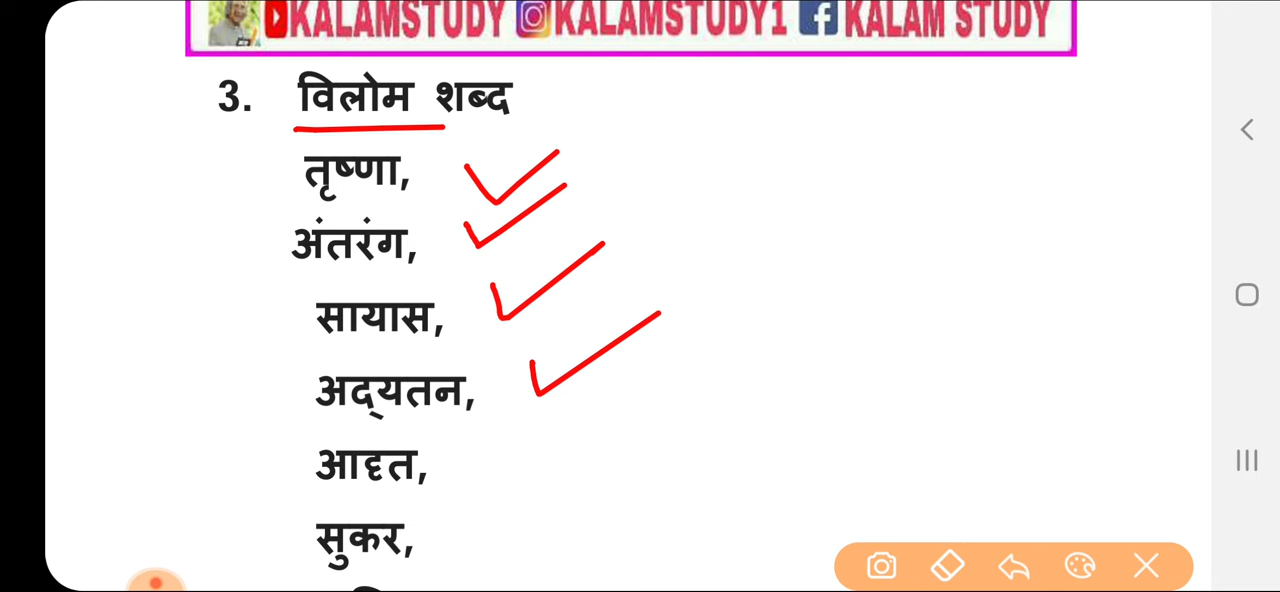 KALAMSTUDY KALAMSTUDY1 KALAM STUDY
3. विलोम शब्द
तृष्णा,
अंतरंग,
सायास,
अद्‌यतन,
आदृत,
सुकर,